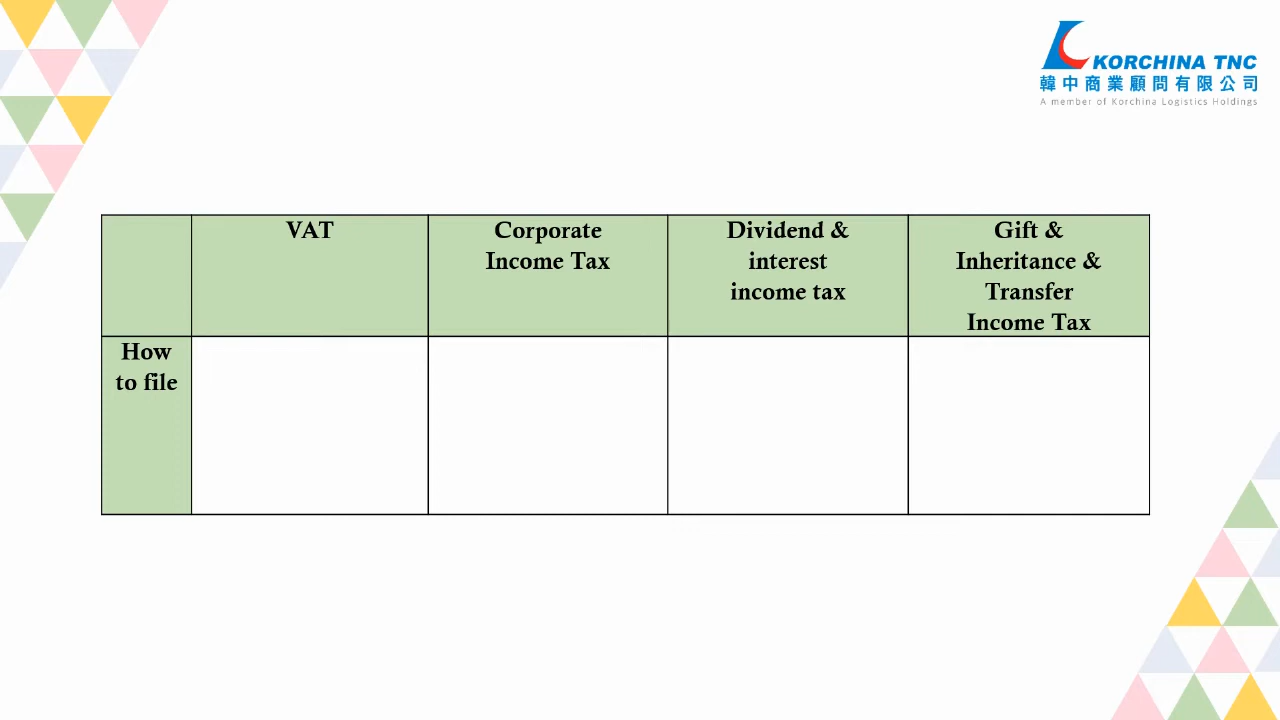 KORCHINA TNC
韓中商業顧問有限公司
A member of Korchina Logistics Holdings
VAT
Corporate
Income Tax
Dividend &
interest
income tax
Gift &
Inheritance &
Transfer
Income Tax
How
to file